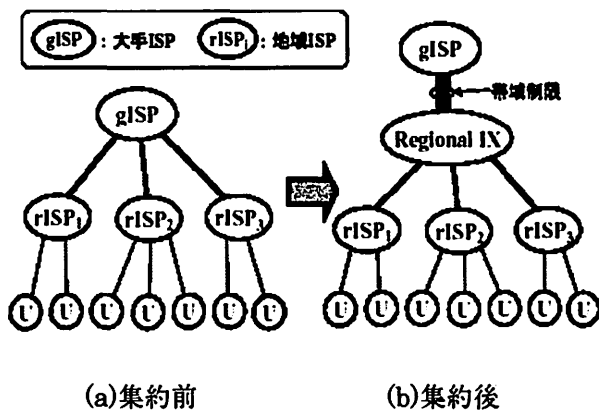 gISP : 大手ISP rISPi : 地域ISP
gISP
rISP1 rISP2 rISP3
U U U U U U U
gISP
帯域制限
Regional IX
rISP1 rISP2 rISP3
U U U U U U U
(a)集約前
(b)集約後